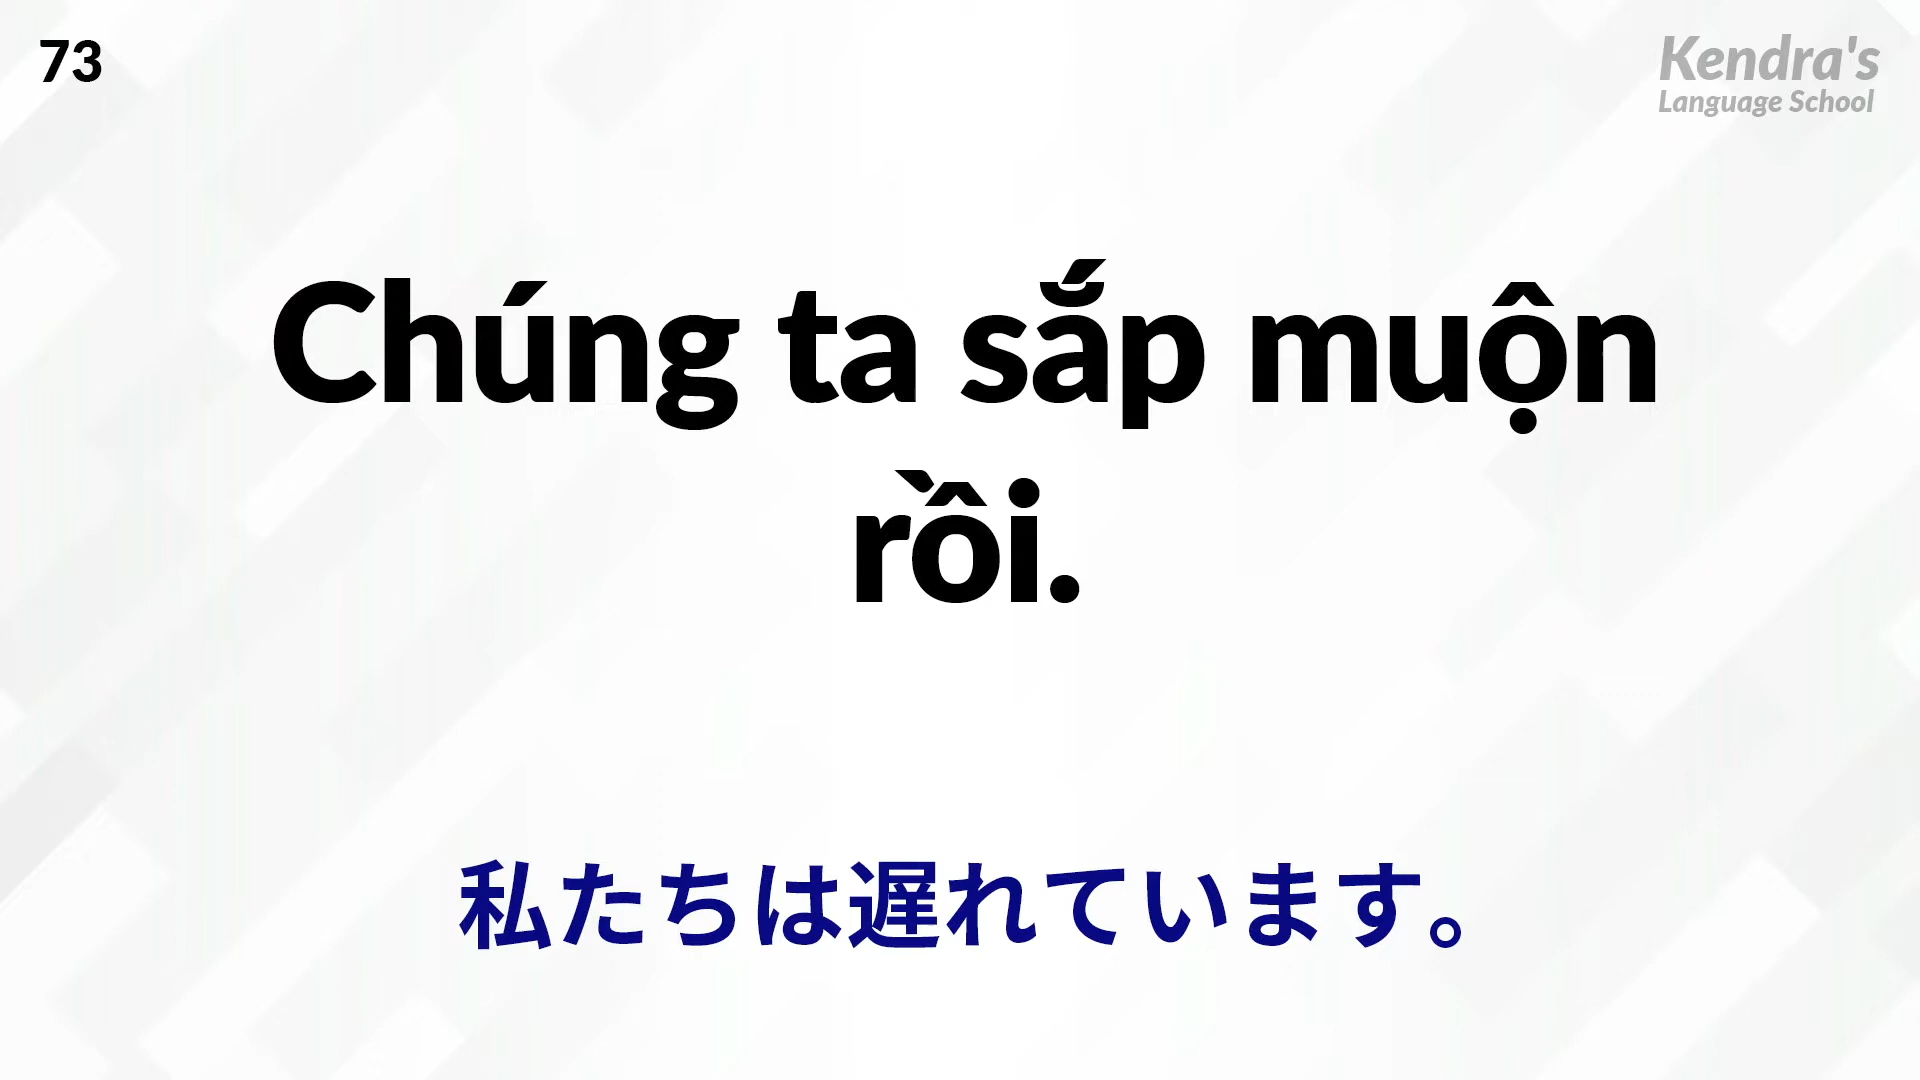 73
Kendra's
Language School
Chúng ta sắp muộn
rồi.
私たちは遅れています。